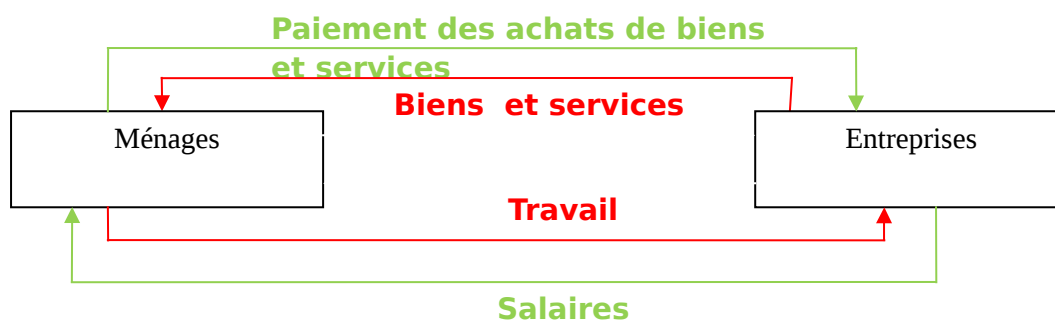 Paiement des achats de biens
et services
Biens et services
Ménages
Entreprises
Travail
Salaires